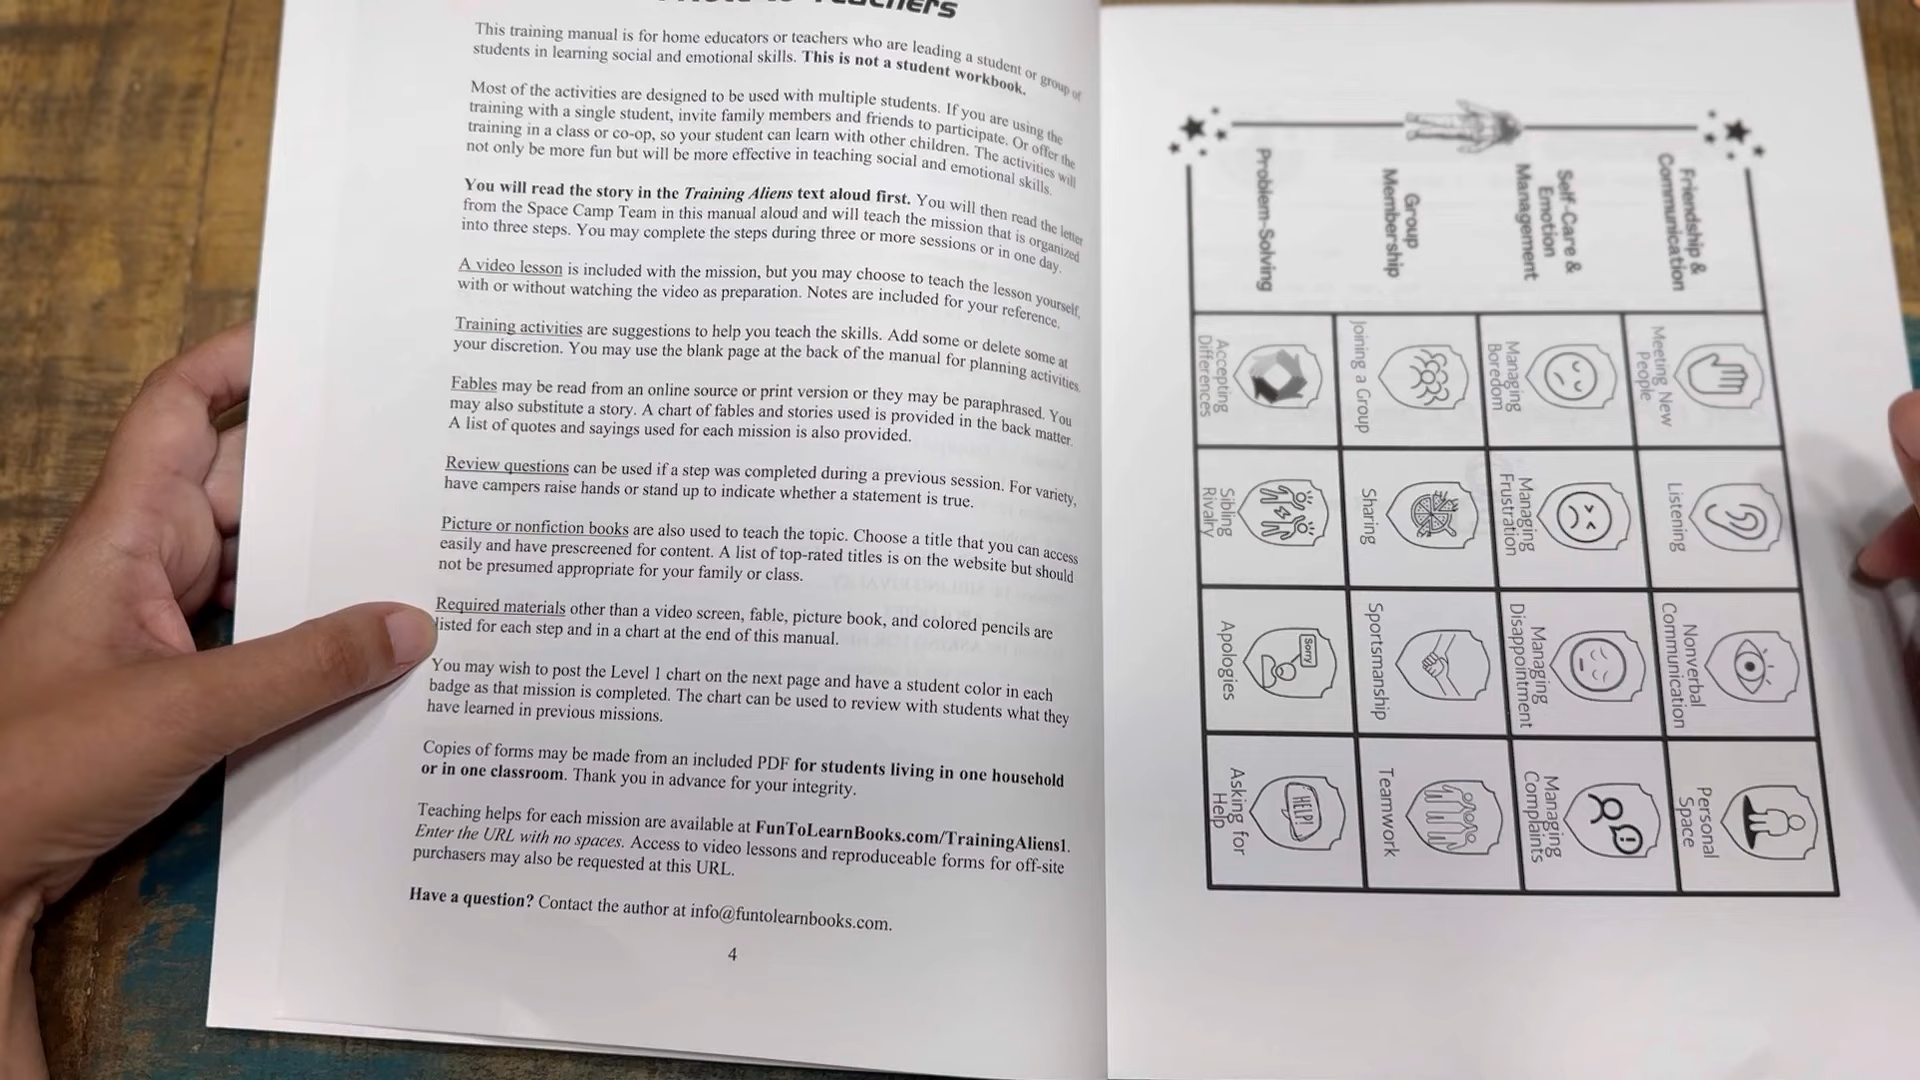 Teachers
This training manual is for home educators or teachers who are leading a student or group of
students in learning social and emotional skills. This is not a student workbook.
Most of the activities are designed to be used with multiple students. If you are using the
training with a single student, invite family members and friends to participate. Or offer the
training in a class or co-op, so your student can learn with other children. The activities will
not only be more fun but will be more effective in teaching social and emotional skills.
You will read the story in the Training Aliens text aloud first. You will then read the letter
from the Space Camp Team in this manual aloud and will teach the mission that is organized
into three steps. You may complete the steps during three or more sessions or in one day.
A video lesson is included with the mission, but you may choose to teach the lesson yourself,
with or without watching the video as preparation. Notes are included for your reference.
Training activities are suggestions to help you teach the skills. Add some or delete some at
your discretion. You may use the blank page at the back of the manual for planning activities.
Fables may be read from an online source or print version or they may be paraphrased. You
may also substitute a story. A chart of fables and stories used is provided in the back matter.
A list of quotes and sayings used for each mission is also provided.
Review questions can be used if a step was completed during a previous session. For variety,
have campers raise hands or stand up to indicate whether a statement is true.
Picture or nonfiction books are also used to teach the topic. Choose a title that you can access
easily and have prescreened for content. A list of top-rated titles is on the website but should
not be presumed appropriate for your family or class.
Required materials other than a video screen, fable, picture book, and colored pencils are
listed for each step and in a chart at the end of this manual.
You may wish to post the Level 1 chart on the next page and have a student color in each
badge as that mission is completed. The chart can be used to review with students what they
have learned in previous missions.
Copies of forms may be made from an included PDF for students living in one household
or in one classroom. Thank you in advance for your integrity.
Teaching helps for each mission are available at FunToLearnBooks.com/TrainingAliens1.
Enter the URL with no spaces. Access to video lessons and reproduceable forms for off-site
purchasers may also be requested at this URL.
Have a question? Contact the author at info@funtolearnbooks.com.
4
Friendship &
Communication
Meeting New
People
Listening
Nonverbal
Communication
Personal
Space
Self-Care &
Emotion
Management
Managing
Boredom
Managing
Frustration
Managing
Disappointment
Managing
Complaints
Group
Membership
Joining a Group
Sharing
Sportsmanship
Teamwork
Problem-Solving
Accepting
Differences
Sibling
Rivalry
Sorry
Apologies
HELP!
Asking for
Help